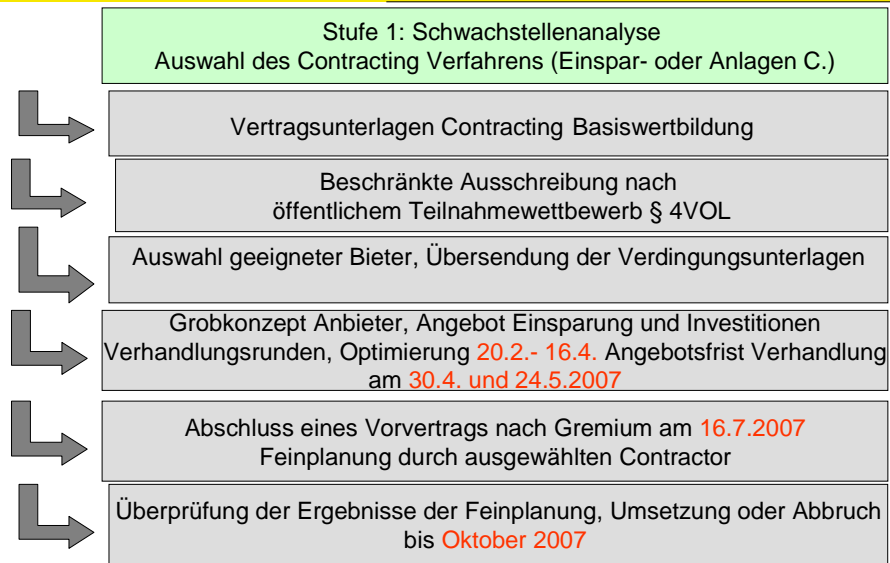 Stufe 1: Schwachstellenanalyse
Auswahl des Contracting Verfahrens (Einspar- oder Anlagen C.)
Vertragsunterlagen Contracting Basiswertbildung
Beschränkte Ausschreibung nach
öffentlichem Teilnahmewettbewerb § 4VOL
Auswahl geeigneter Bieter, Übersendung der Verdingungsunterlagen
Grobkonzept Anbieter, Angebot Einsparung und Investitionen
Verhandlungsrunden, Optimierung 20.2.- 16.4. Angebotsfrist Verhandlung
am 30.4. und 24.5.2007
Abschluss eines Vorvertrags nach Gremium am 16.7.2007
Feinplanung durch ausgewählten Contractor
Überprüfung der Ergebnisse der Feinplanung, Umsetzung oder Abbruch
bis Oktober 2007